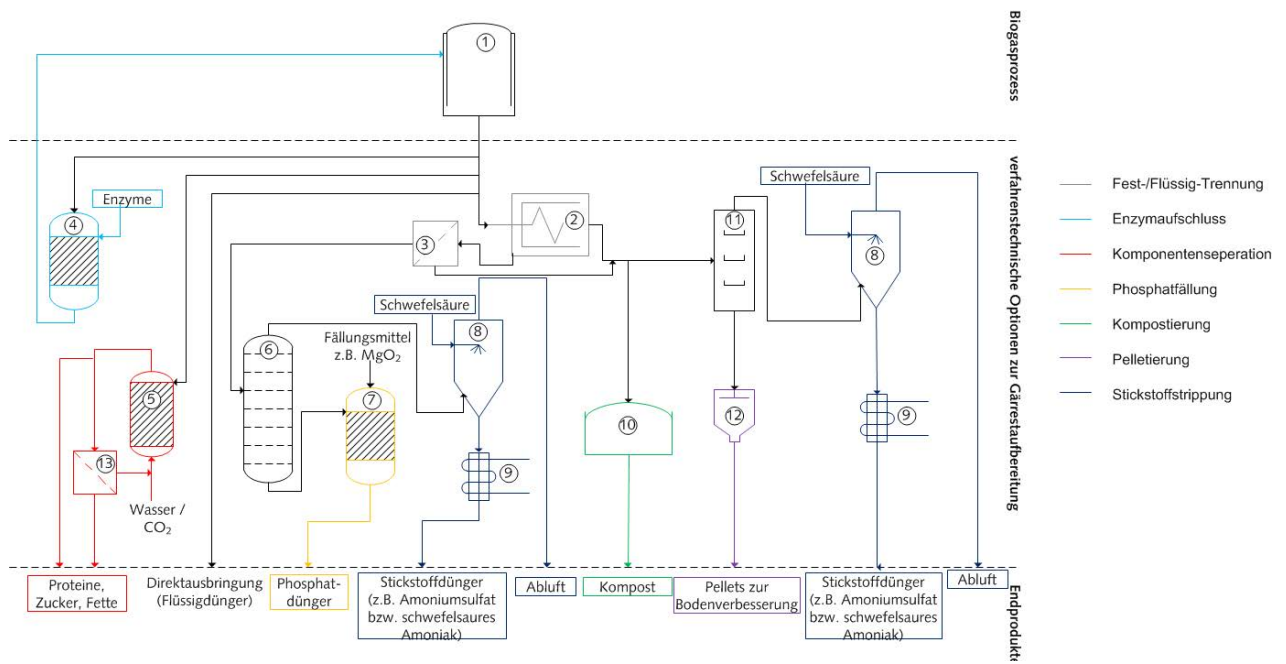 Biogasprozess
1
verfahrenstechnische Optionen zur Gärrestaufbereitung
Schwefelsäure
Enzyme
4
2
3
11
8
Schwefelsäure
8
6
Fällungsmittel
z.B. MgO₂
7
5
12
10
9
9
13
Wasser /
CO₂
Endprodukte
Proteine,
Zucker, Fette
Direktausbringung
(Flüssigdünger)
Phosphat-
dünger
Stickstoffdünger
(z.B. Amoniumsulfat
bzw. schwefelsaures
Amoniak)
Abluft
Kompost
Pellets zur
Bodenverbesserung
Stickstoffdünger
(z.B. Amoniumsulfat
bzw. schwefelsaures
Amoniak)
Abluft
Fest-/Flüssig-Trennung
Enzymaufschluss
Komponentenseperation
Phosphatfällung
Kompostierung
Pelletierung
Stickstoffstrippung